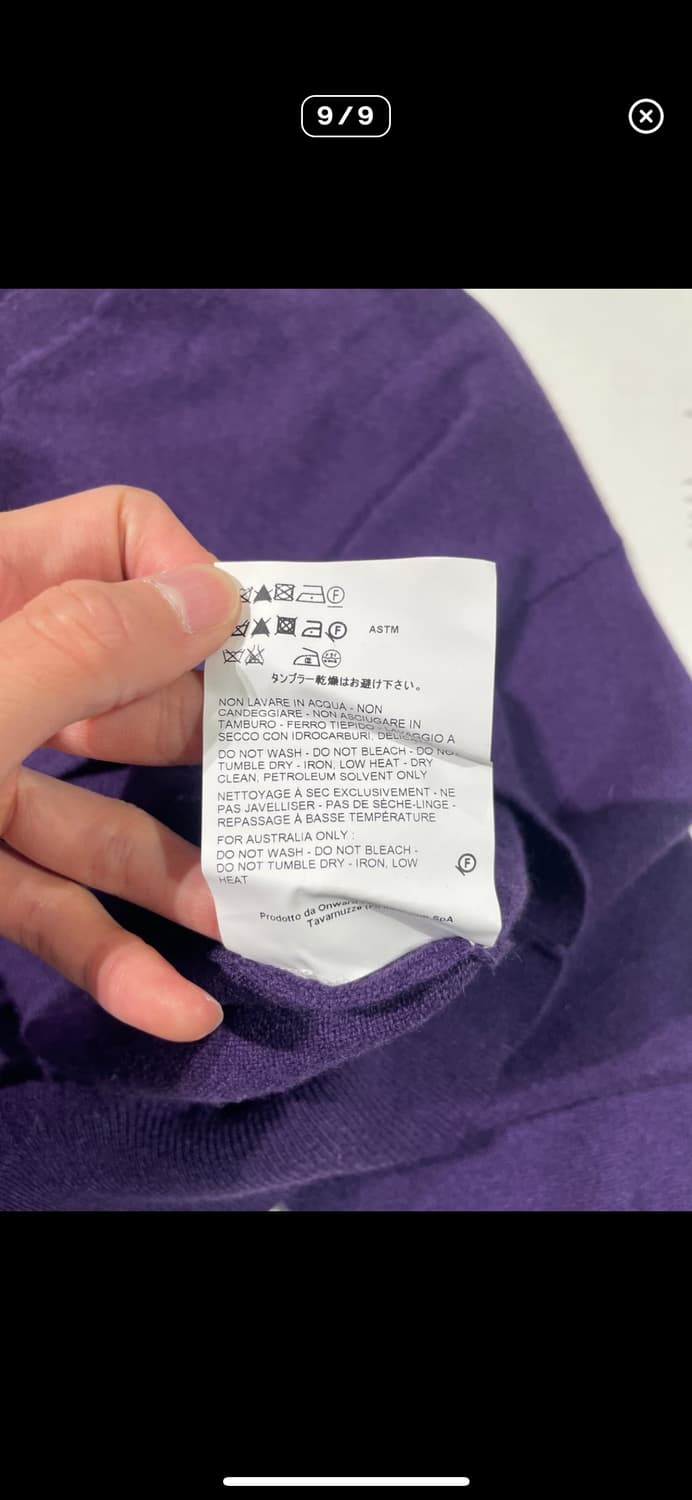 9/9
F
F ASTM
タンブラー乾燥はお避け下さい。
NON LAVARE IN ACQUA - NON
CANDEGGIARE - NON ASCIUGARE IN
TAMBURO - FERRO TIEPIDO -
SECCO CON IDROCARBURI, A
DO NOT WASH - DO NOT BLEACH - DO
TUMBLE DRY - IRON, LOW HEAT - DRY
CLEAN, PETROLEUM SOLVENT ONLY
NETTOYAGE À SEC EXCLUSIVEMENT - NE
PAS JAVELLISER - PAS DE SÈCHE-LINGE -
REPASSAGE À BASSE TEMPÉRATURE
FOR AUSTRALIA ONLY :
DO NOT WASH - DO NOT BLEACH -
DO NOT TUMBLE DRY - IRON, LOW F
HEAT
Prodotto da
Tavarnuzze SpA